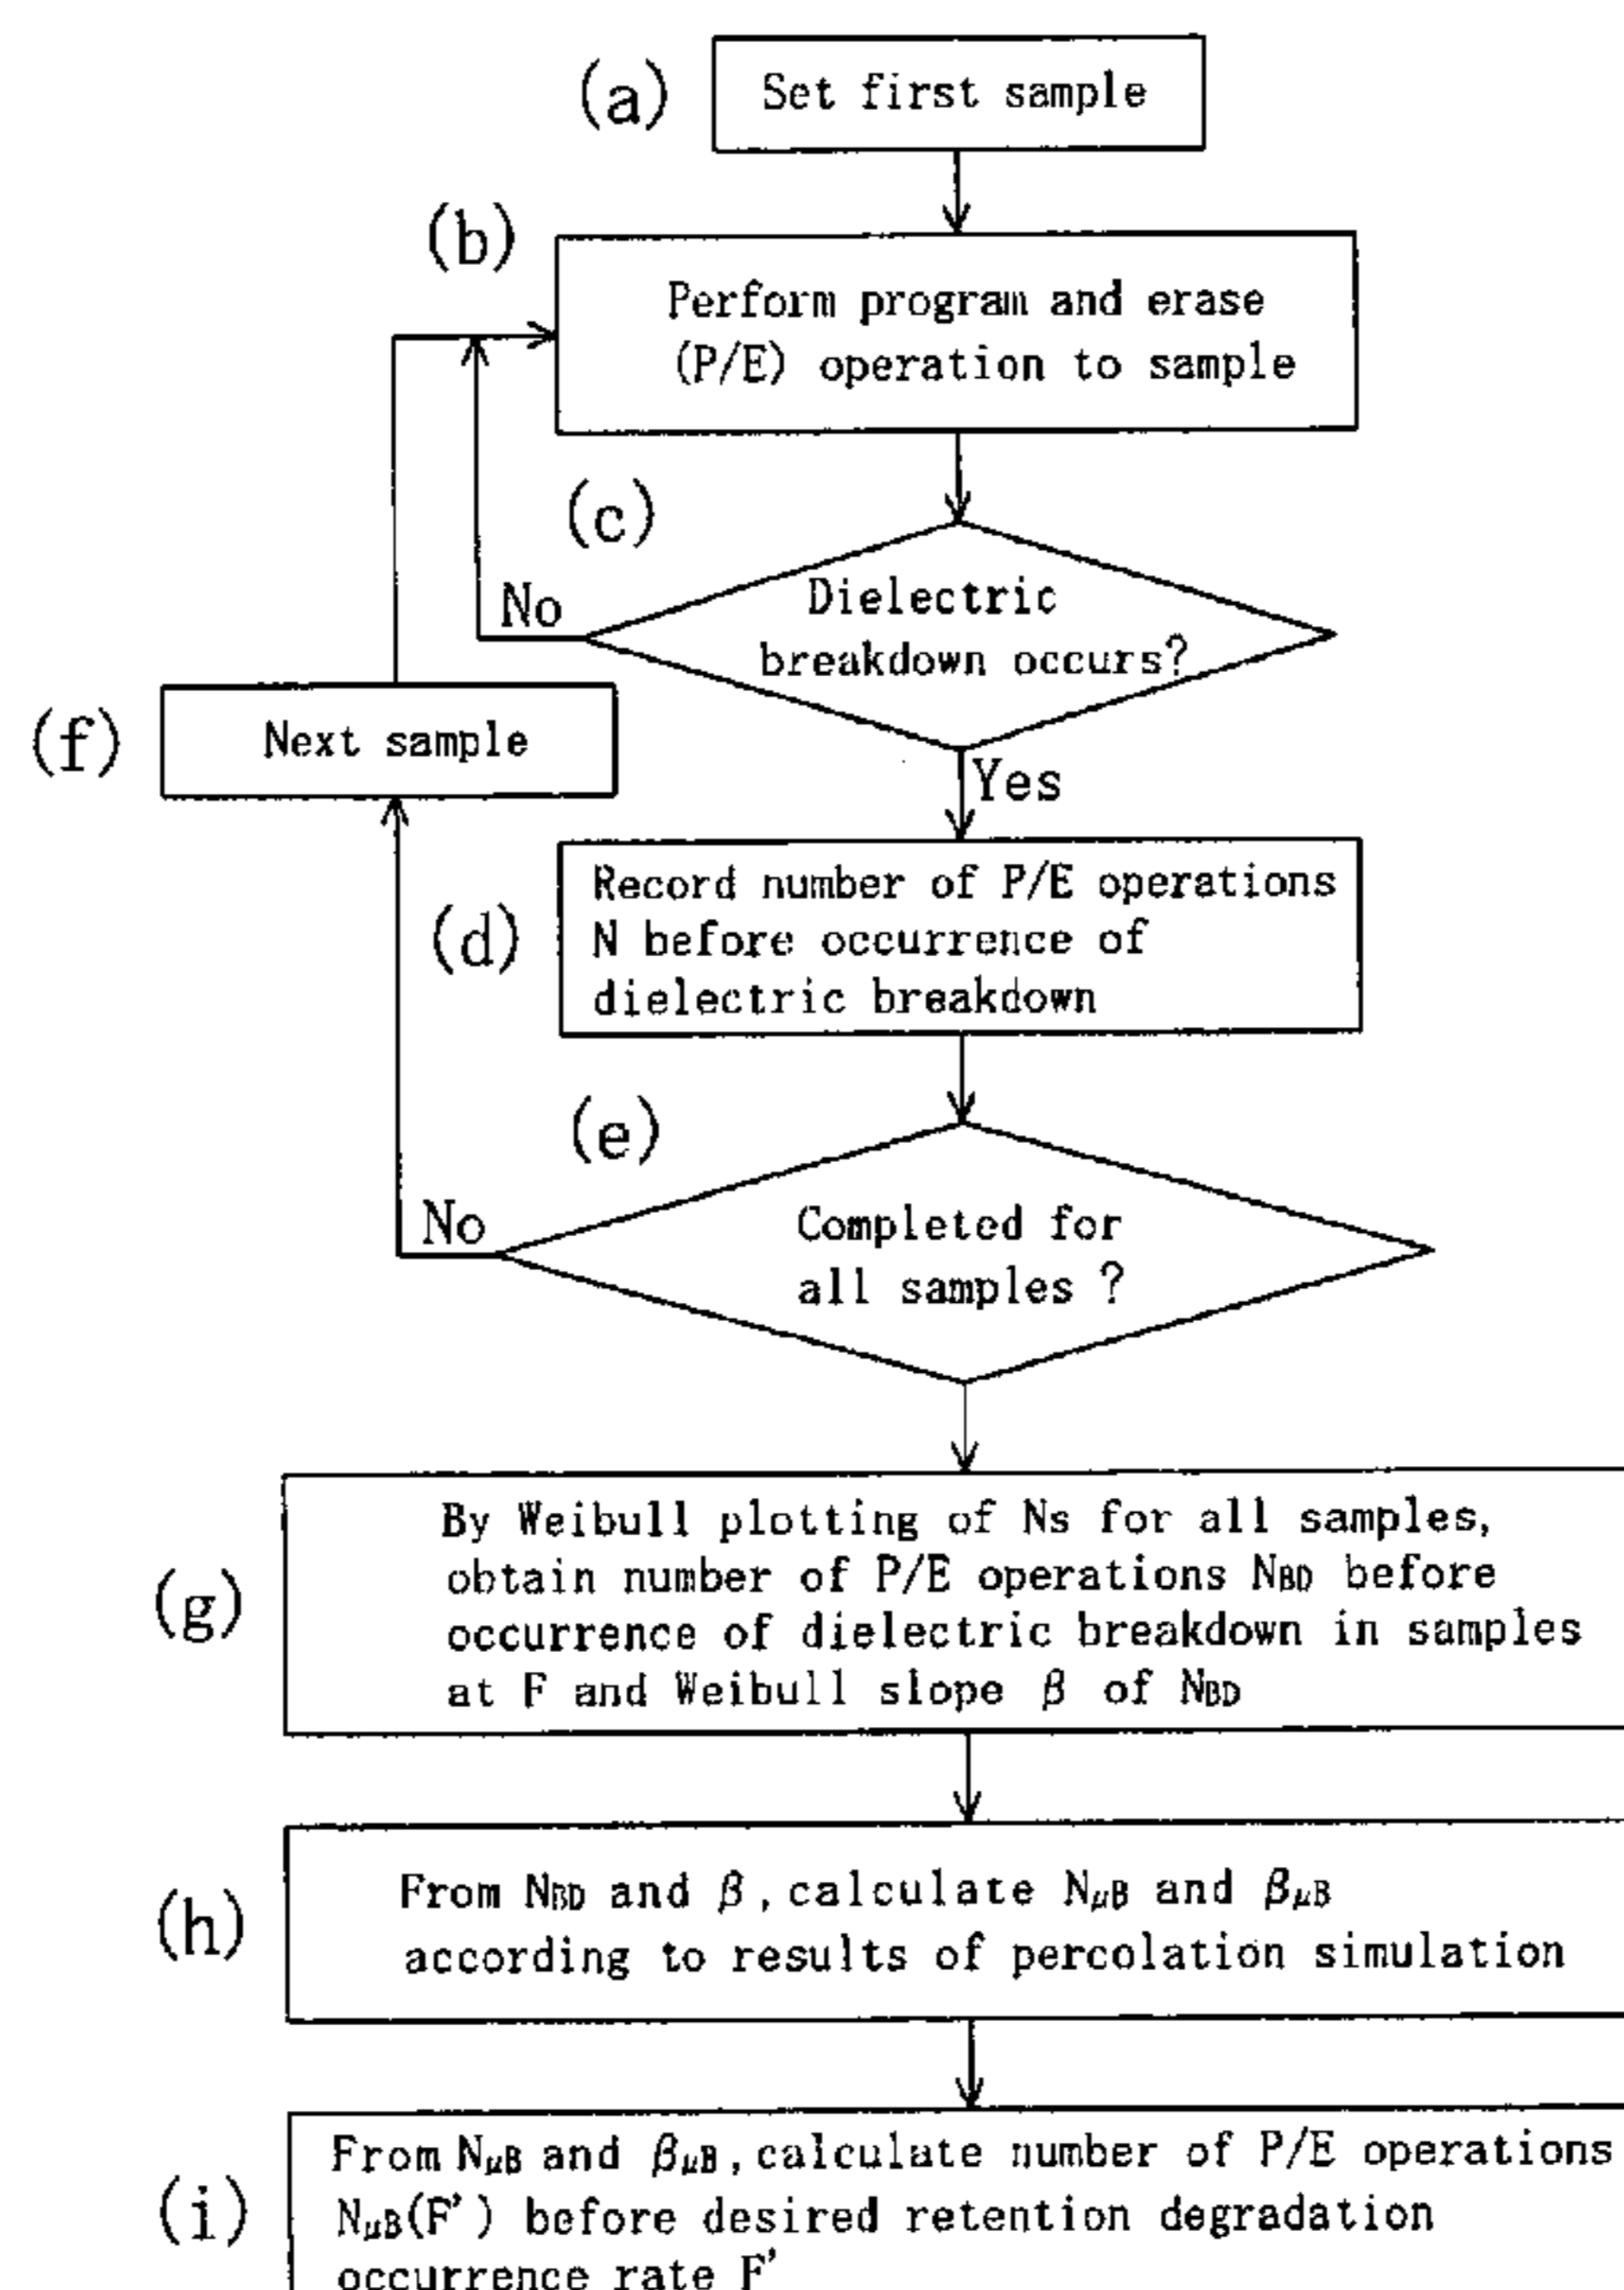 (a)
Set first sample
(b)
Perform program and erase
(P/E) operation to sample
(c)
Dielectric
breakdown occurs?
No
Yes
(f)
Next sample
(d)
Record number of P/E operations
N before occurrence of
dielectric breakdown
(e)
Completed for
all samples ?
No
(g)
By Weibull plotting of Ns for all samples,
obtain number of P/E operations NBD before
occurrence of dielectric breakdown in samples
at F and Weibull slope β of NBD
(h)
From NBD and β, calculate NμB and βμB
according to results of percolation simulation
(i)
From NμB and βμB, calculate number of P/E operations
NμB(F') before desired retention degradation
occurrence rate F'